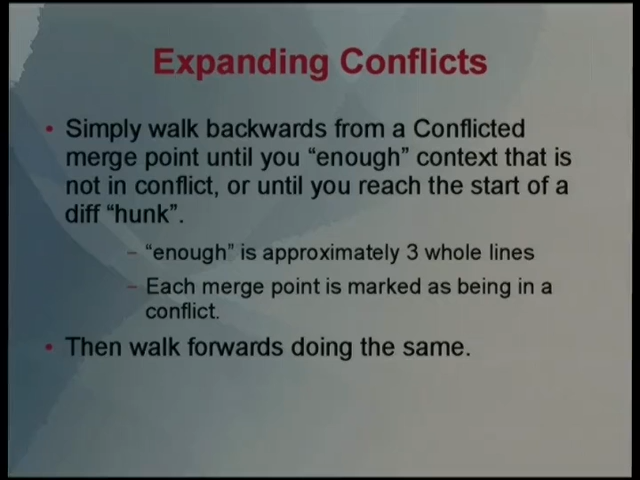 Expanding Conflicts
• Simply walk backwards from a Conflicted
merge point until you “enough” context that is
not in conflict, or until you reach the start of a
diff “hunk”.
– “enough” is approximately 3 whole lines
– Each merge point is marked as being in a
conflict.
• Then walk forwards doing the same.